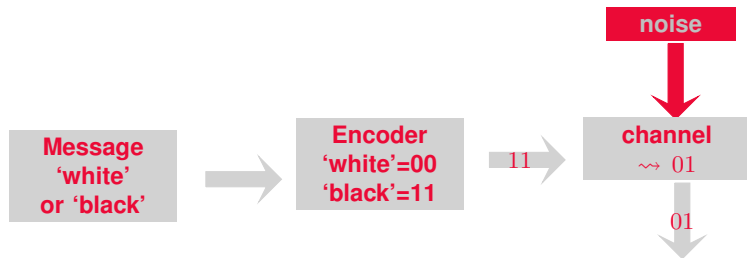 noise
Message
‘white’
or ‘black’
Encoder
‘white’=00
‘black’=11
11
channel
⇝ 01
01